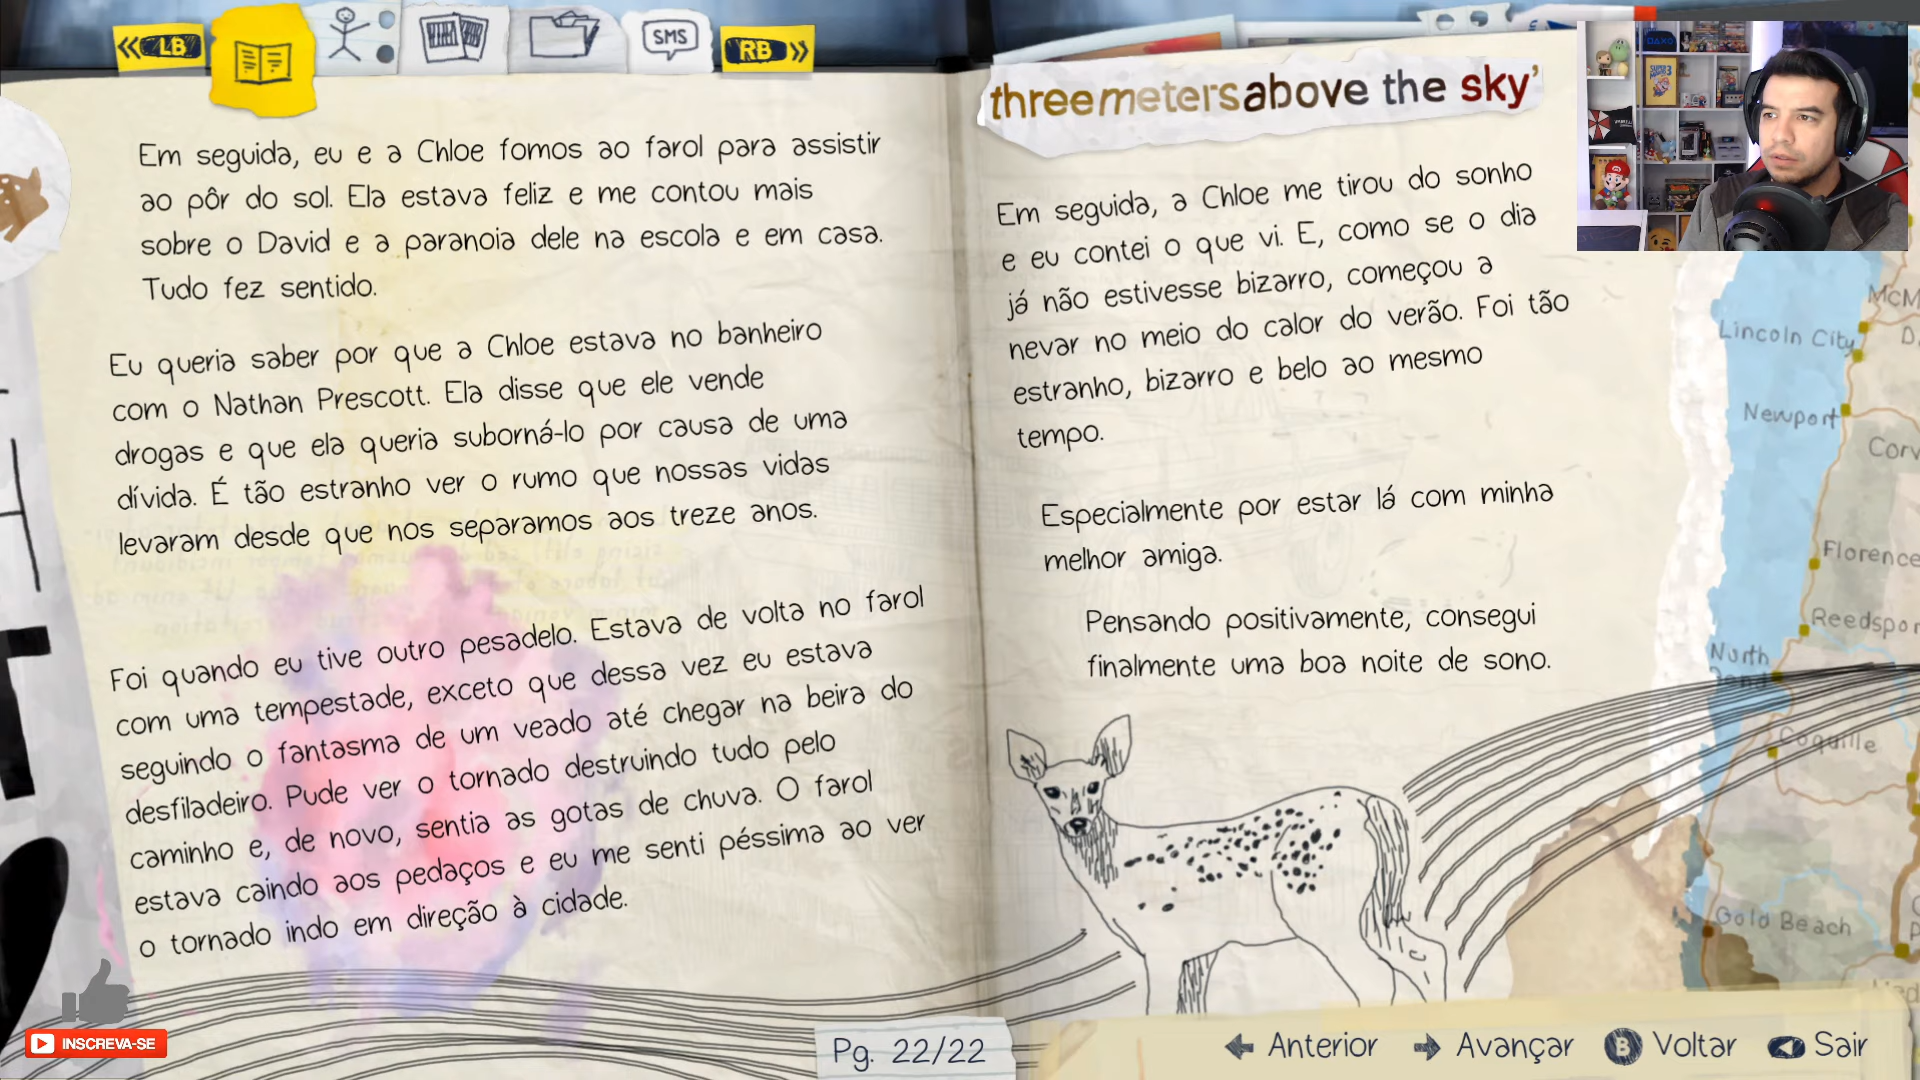 LB
SMS
RB
Em seguida, eu e a Chloe fomos ao farol para assistir
ao pôr do sol. Ela estava feliz e me contou mais
sobre o David e a paranoia dele na escola e em casa.
Tudo fez sentido.
Eu queria saber por que a Chloe estava no banheiro
com o Nathan Prescott. Ela disse que ele vende
drogas e que ela queria suborná-lo por causa de uma
dívida. É tão estranho ver o rumo que nossas vidas
levaram desde que nos separamos aos treze anos.
Foi quando eu tive outro pesadelo. Estava de volta no farol
com uma tempestade, exceto que dessa vez eu estava
seguindo o fantasma de um veado até chegar na beira do
desfiladeiro. Pude ver o tornado destruindo tudo pelo
caminho e, de novo, sentia as gotas de chuva. O farol
estava caindo aos pedaços e eu me senti péssima ao ver
o tornado indo em direção à cidade.
threemetersabove the sky'
Em seguida, a Chloe me tirou do sonho
e eu contei o que vi. E, como se o dia
já não estivesse bizarro, começou a
nevar no meio do calor do verão. Foi tão
estranho, bizarro e belo ao mesmo
tempo.
Especialmente por estar lá com minha
melhor amiga.
Pensando positivamente, consegui
finalmente uma boa noite de sono.
McM
Lincoln City
Newport
Corv
Florence
Reedspor
North
Bend
Coquille
Gold Beach
INSCREVA-SE
Pg. 22/22
Anterior
Avançar
B Voltar
Sair